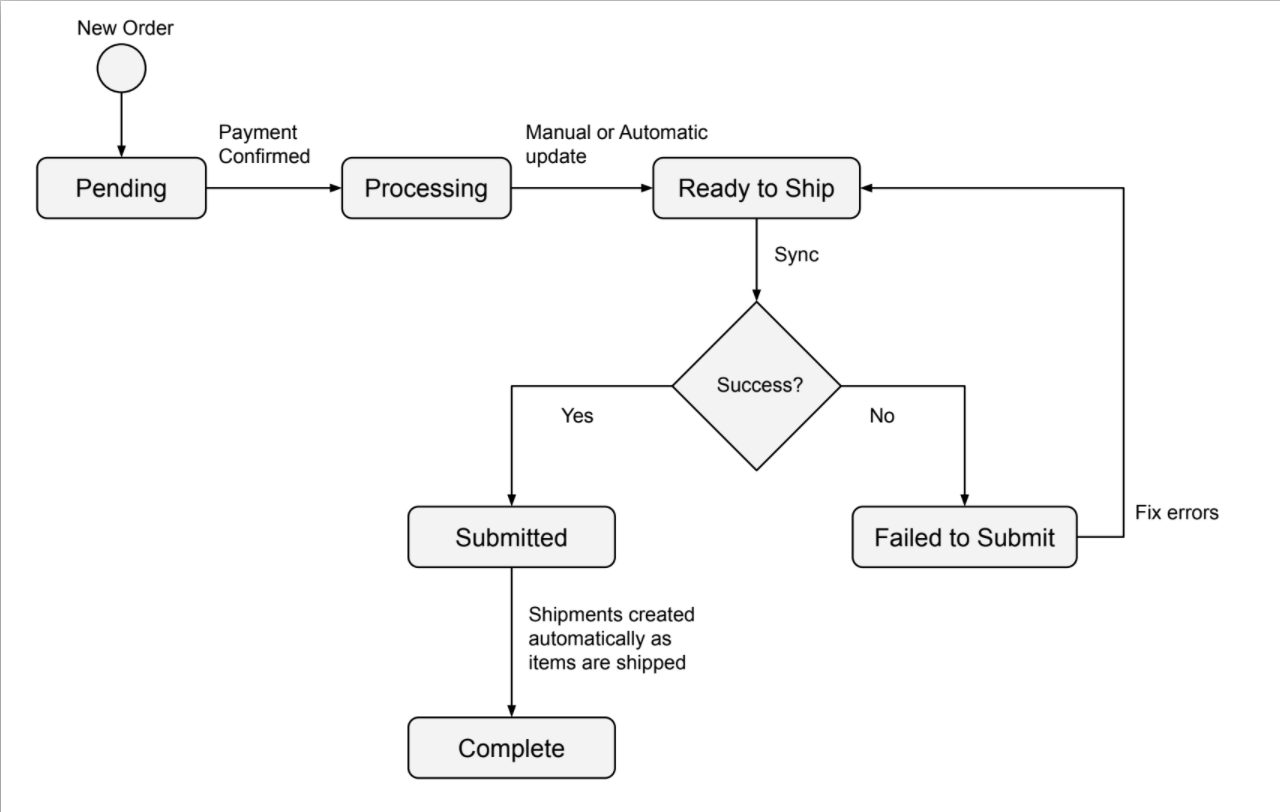 New Order
Payment
Confirmed
Manual or Automatic
update
Pending
Processing
Ready to Ship
Sync
Success?
Yes
No
Submitted
Failed to Submit
Fix errors
Shipments created
automatically as
items are shipped
Complete